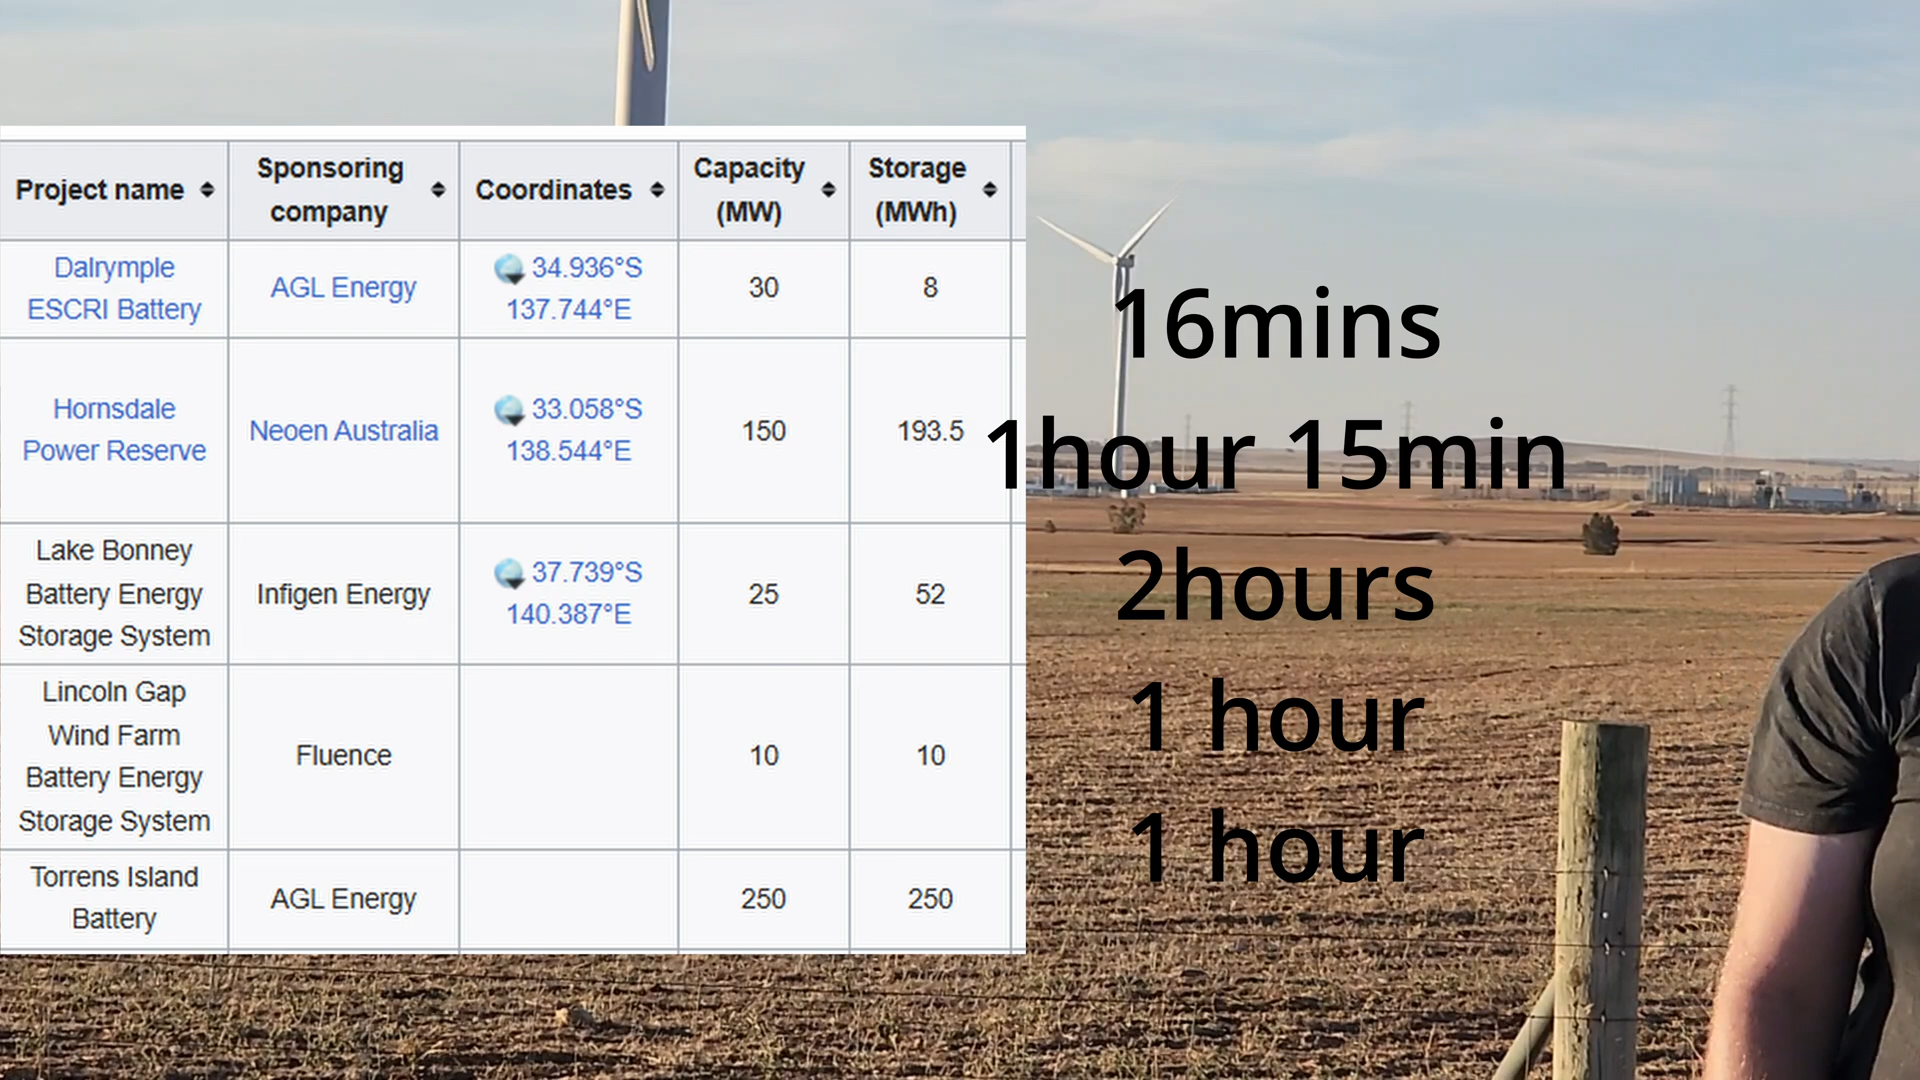 Project name
Sponsoring
company
Coordinates
Capacity
(MW)
Storage
(MWh)
Dalrymple
ESCRI Battery
AGL Energy
34.936°S
137.744°E
30
8
16mins
Hornsdale
Power Reserve
Neoen Australia
33.058°S
138.544°E
150
193.5
1hour 15min
Lake Bonney
Battery Energy
Storage System
Infigen Energy
37.739°S
140.387°E
25
52
2hours
Lincoln Gap
Wind Farm
Battery Energy
Storage System
Fluence
10
10
1 hour
Torrens Island
Battery
AGL Energy
250
250
1 hour